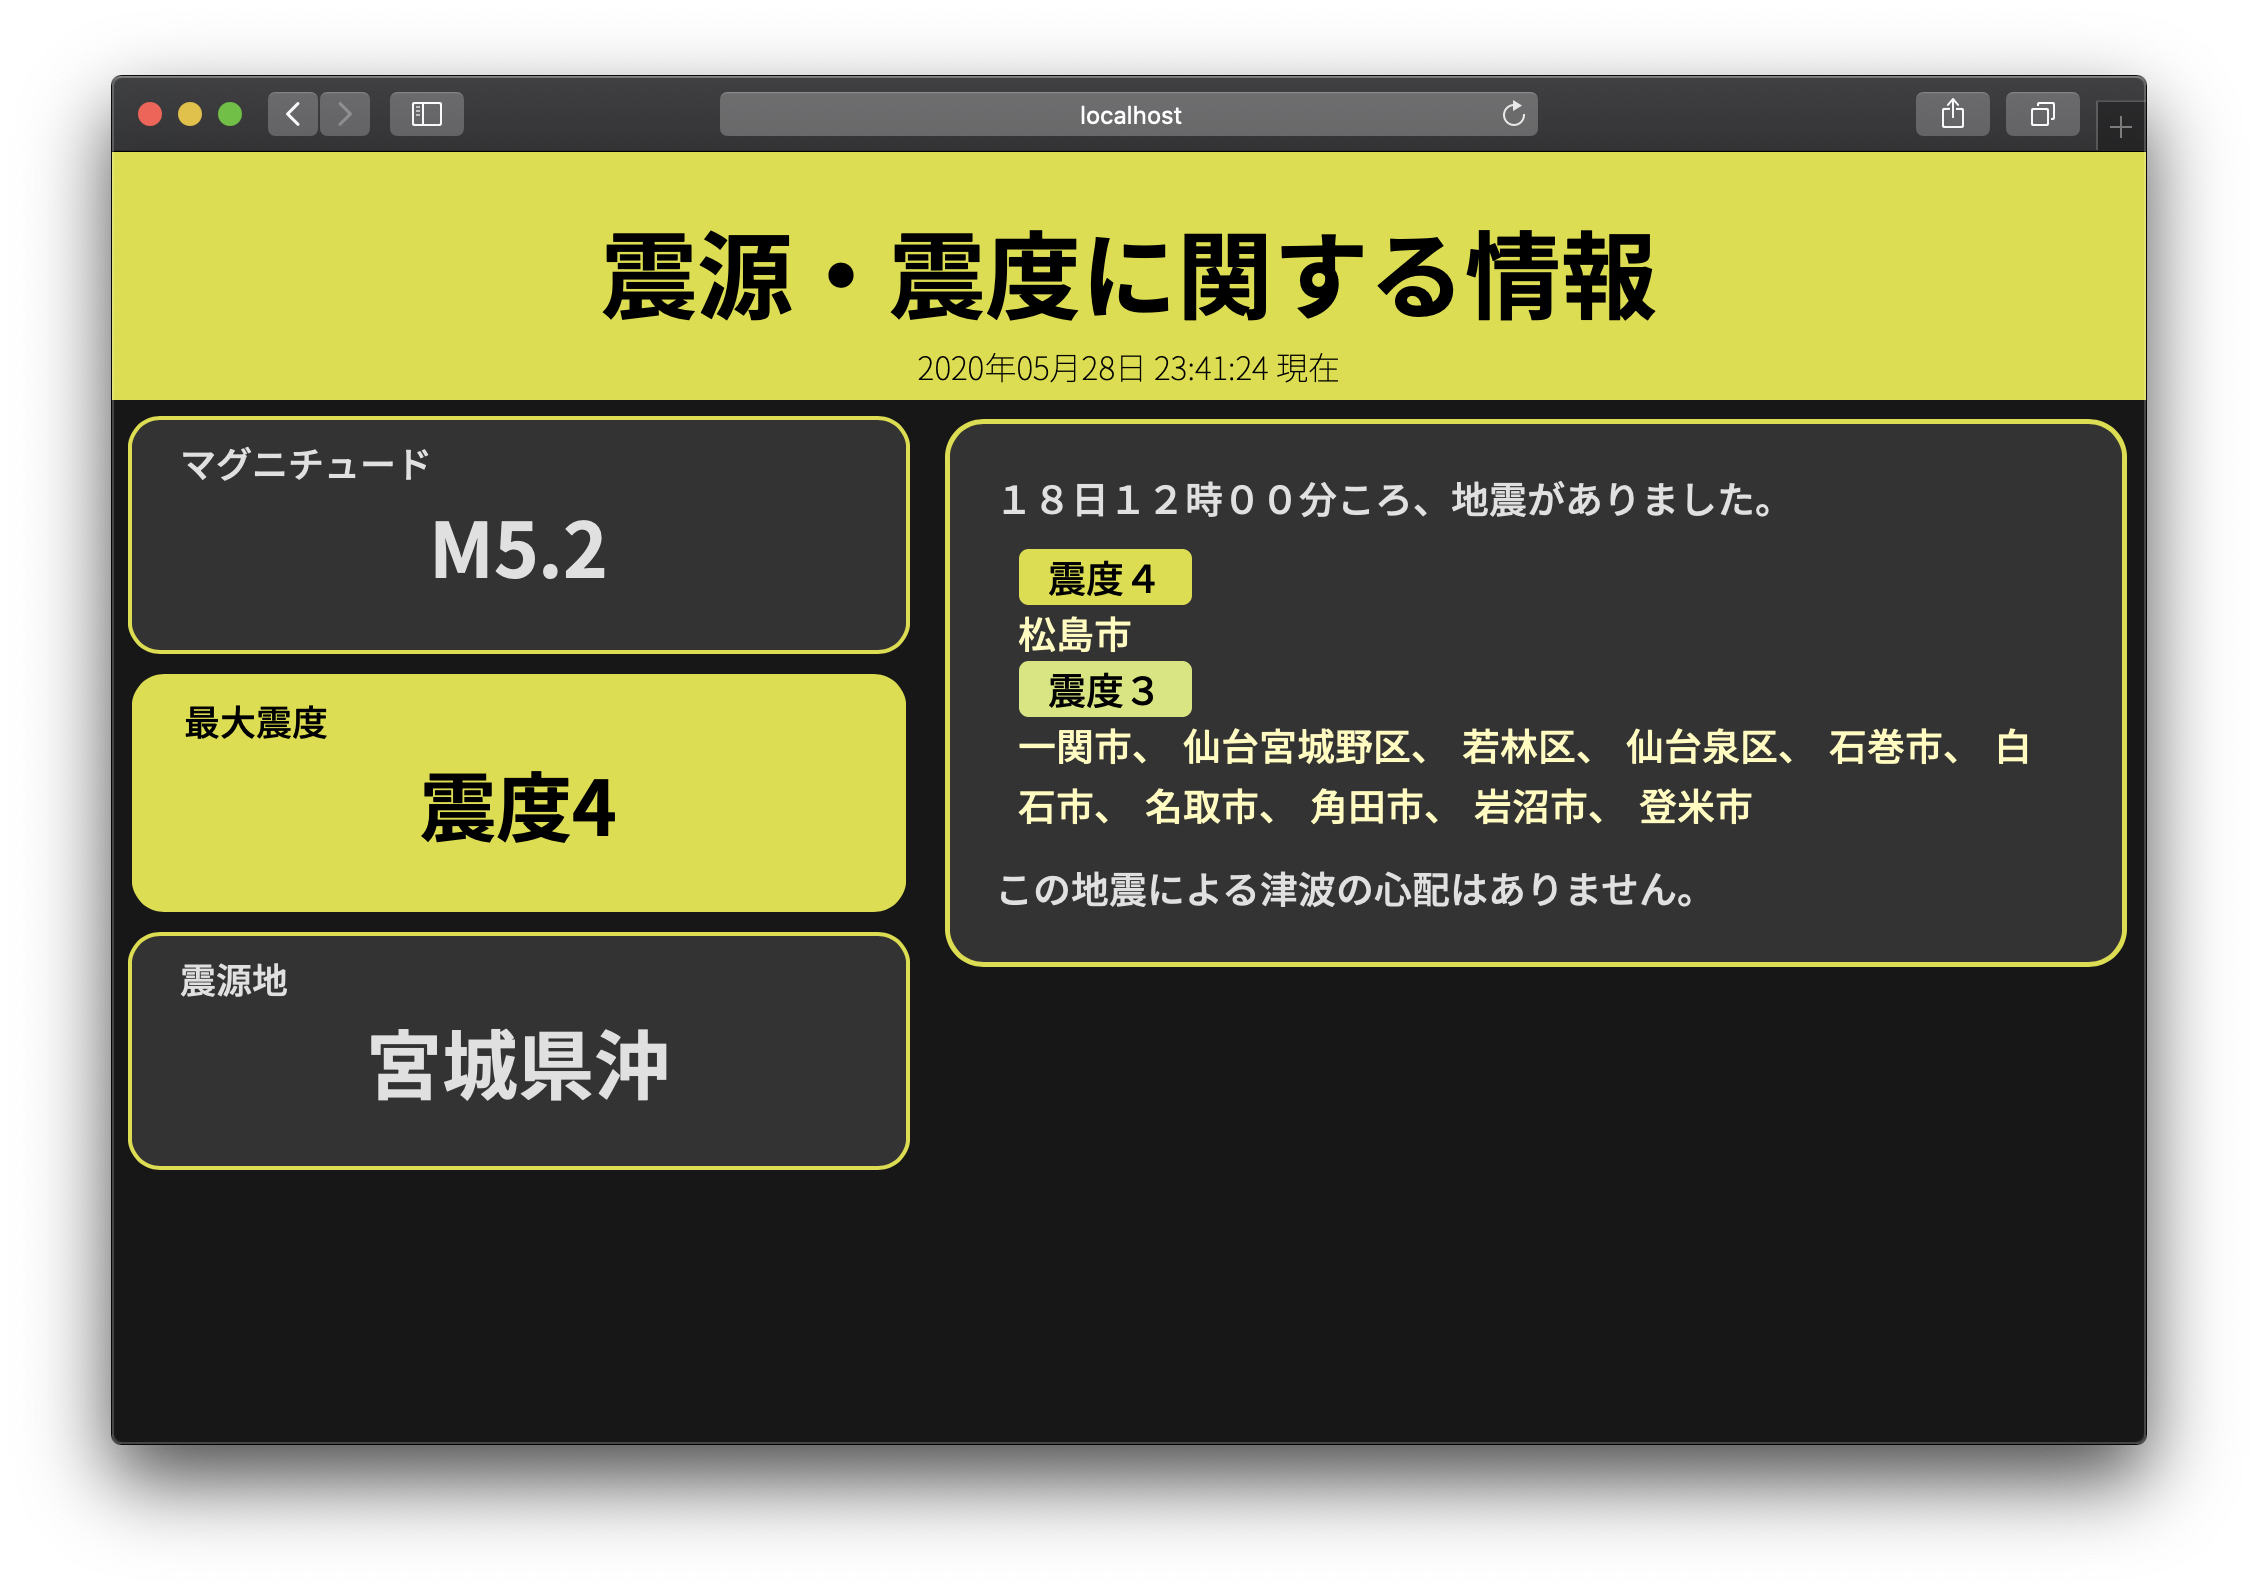 localhost
震源・震度に関する情報
2020年05月28日 23:41:24 現在
マグニチュード
M5.2
最大震度
震度4
震源地
宮城県沖
１８日１２時００分ころ、地震がありました。
震度４
松島市
震度３
一関市、 仙台宮城野区、 若林区、 仙台泉区、 石巻市、 白
石市、 名取市、 角田市、 岩沼市、 登米市
この地震による津波の心配はありません。